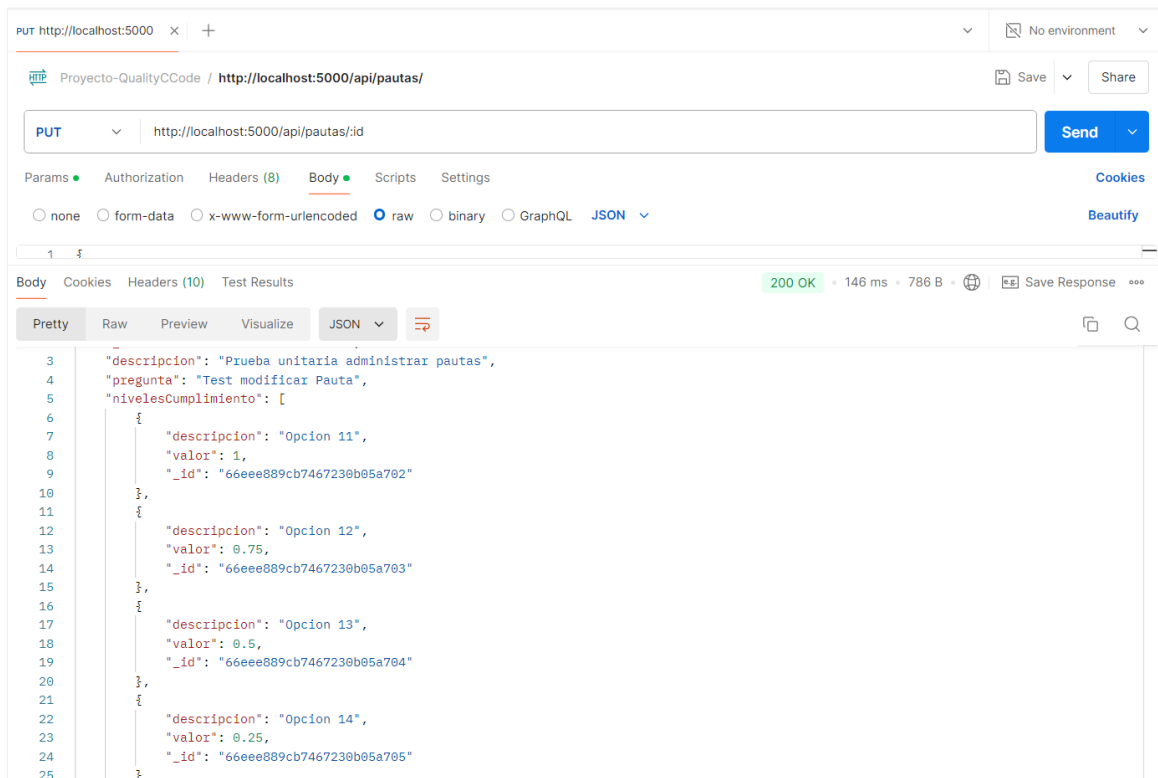 PUT http://localhost:5000 No environment
HTTP Proyecto-QualityCCode / http://localhost:5000/api/pautas/ Save Share
PUT http://localhost:5000/api/pautas/:id Send
Params Authorization Headers (8) Body Scripts Settings Cookies
none form-data x-www-form-urlencoded raw binary GraphQL JSON Beautify
1 {
Body Cookies Headers (10) Test Results 200 OK 146 ms 786 B e.g. Save Response
Pretty Raw Preview Visualize JSON
3 "descripcion": "Prueba unitaria administrar pautas",
4 "pregunta": "Test modificar Pauta",
5 "nivelesCumplimiento": [
6 {
7 "descripcion": "Opcion 11",
8 "valor": 1,
9 "_id": "66eee889cb7467230b05a702"
10 },
11 {
12 "descripcion": "Opcion 12",
13 "valor": 0.75,
14 "_id": "66eee889cb7467230b05a703"
15 },
16 {
17 "descripcion": "Opcion 13",
18 "valor": 0.5,
19 "_id": "66eee889cb7467230b05a704"
20 },
21 {
22 "descripcion": "Opcion 14",
23 "valor": 0.25,
24 "_id": "66eee889cb7467230b05a705"
25 }